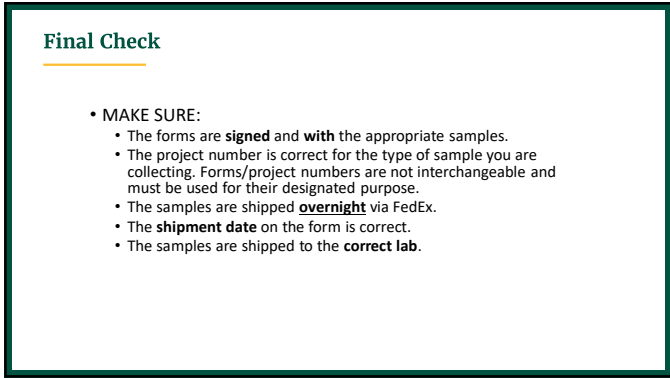 Final Check
• MAKE SURE:
• The forms are signed and with the appropriate samples.
• The project number is correct for the type of sample you are
collecting. Forms/project numbers are not interchangeable and
must be used for their designated purpose.
• The samples are shipped overnight via FedEx.
• The shipment date on the form is correct.
• The samples are shipped to the correct lab.